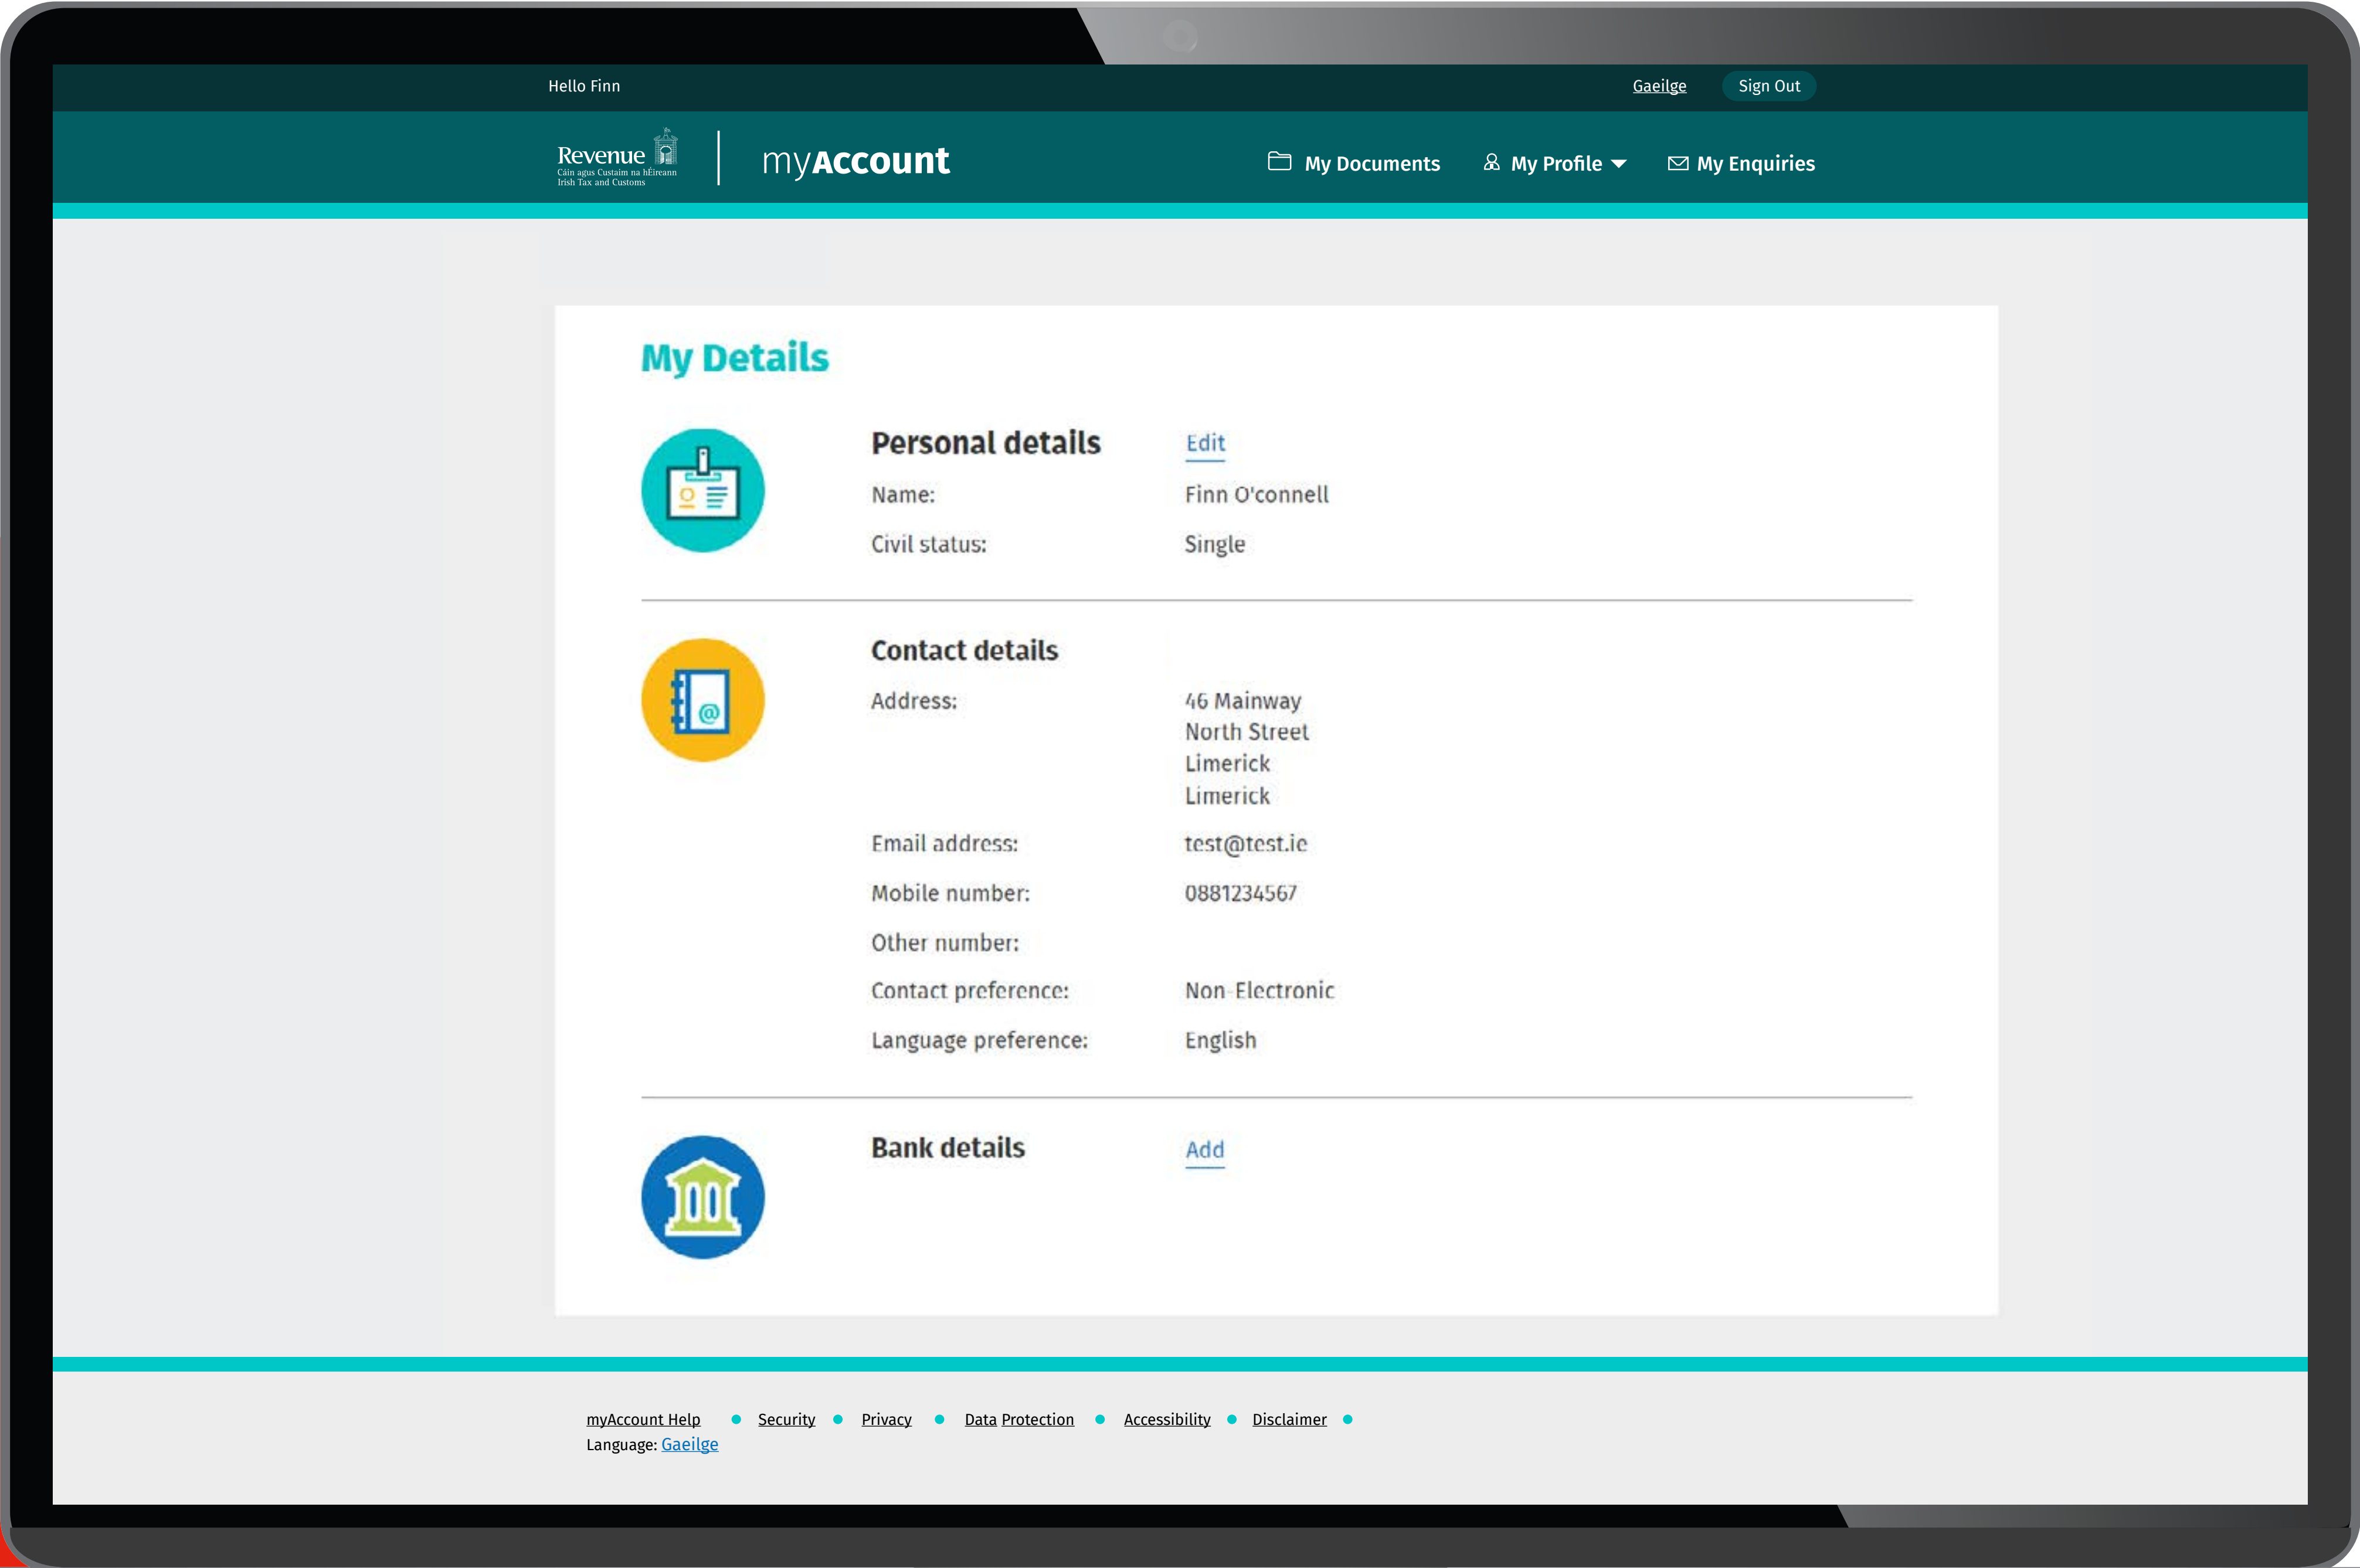 Hello Finn
Gaeilge
Sign Out
Revenue
Cáin agus Custaim na hÉireann
Irish Tax and Customs
myAccount
My Documents
My Profile
My Enquiries
My Details
Personal details Edit
Name: Finn O'connell
Civil status: Single
Contact details
Address: 46 Mainway
North Street
Limerick
Limerick
Email address: test@test.ie
Mobile number: 0881234567
Other number:
Contact preference: Non-Electronic
Language preference: English
Bank details Add
myAccount Help • Security • Privacy • Data Protection • Accessibility • Disclaimer •
Language: Gaeilge